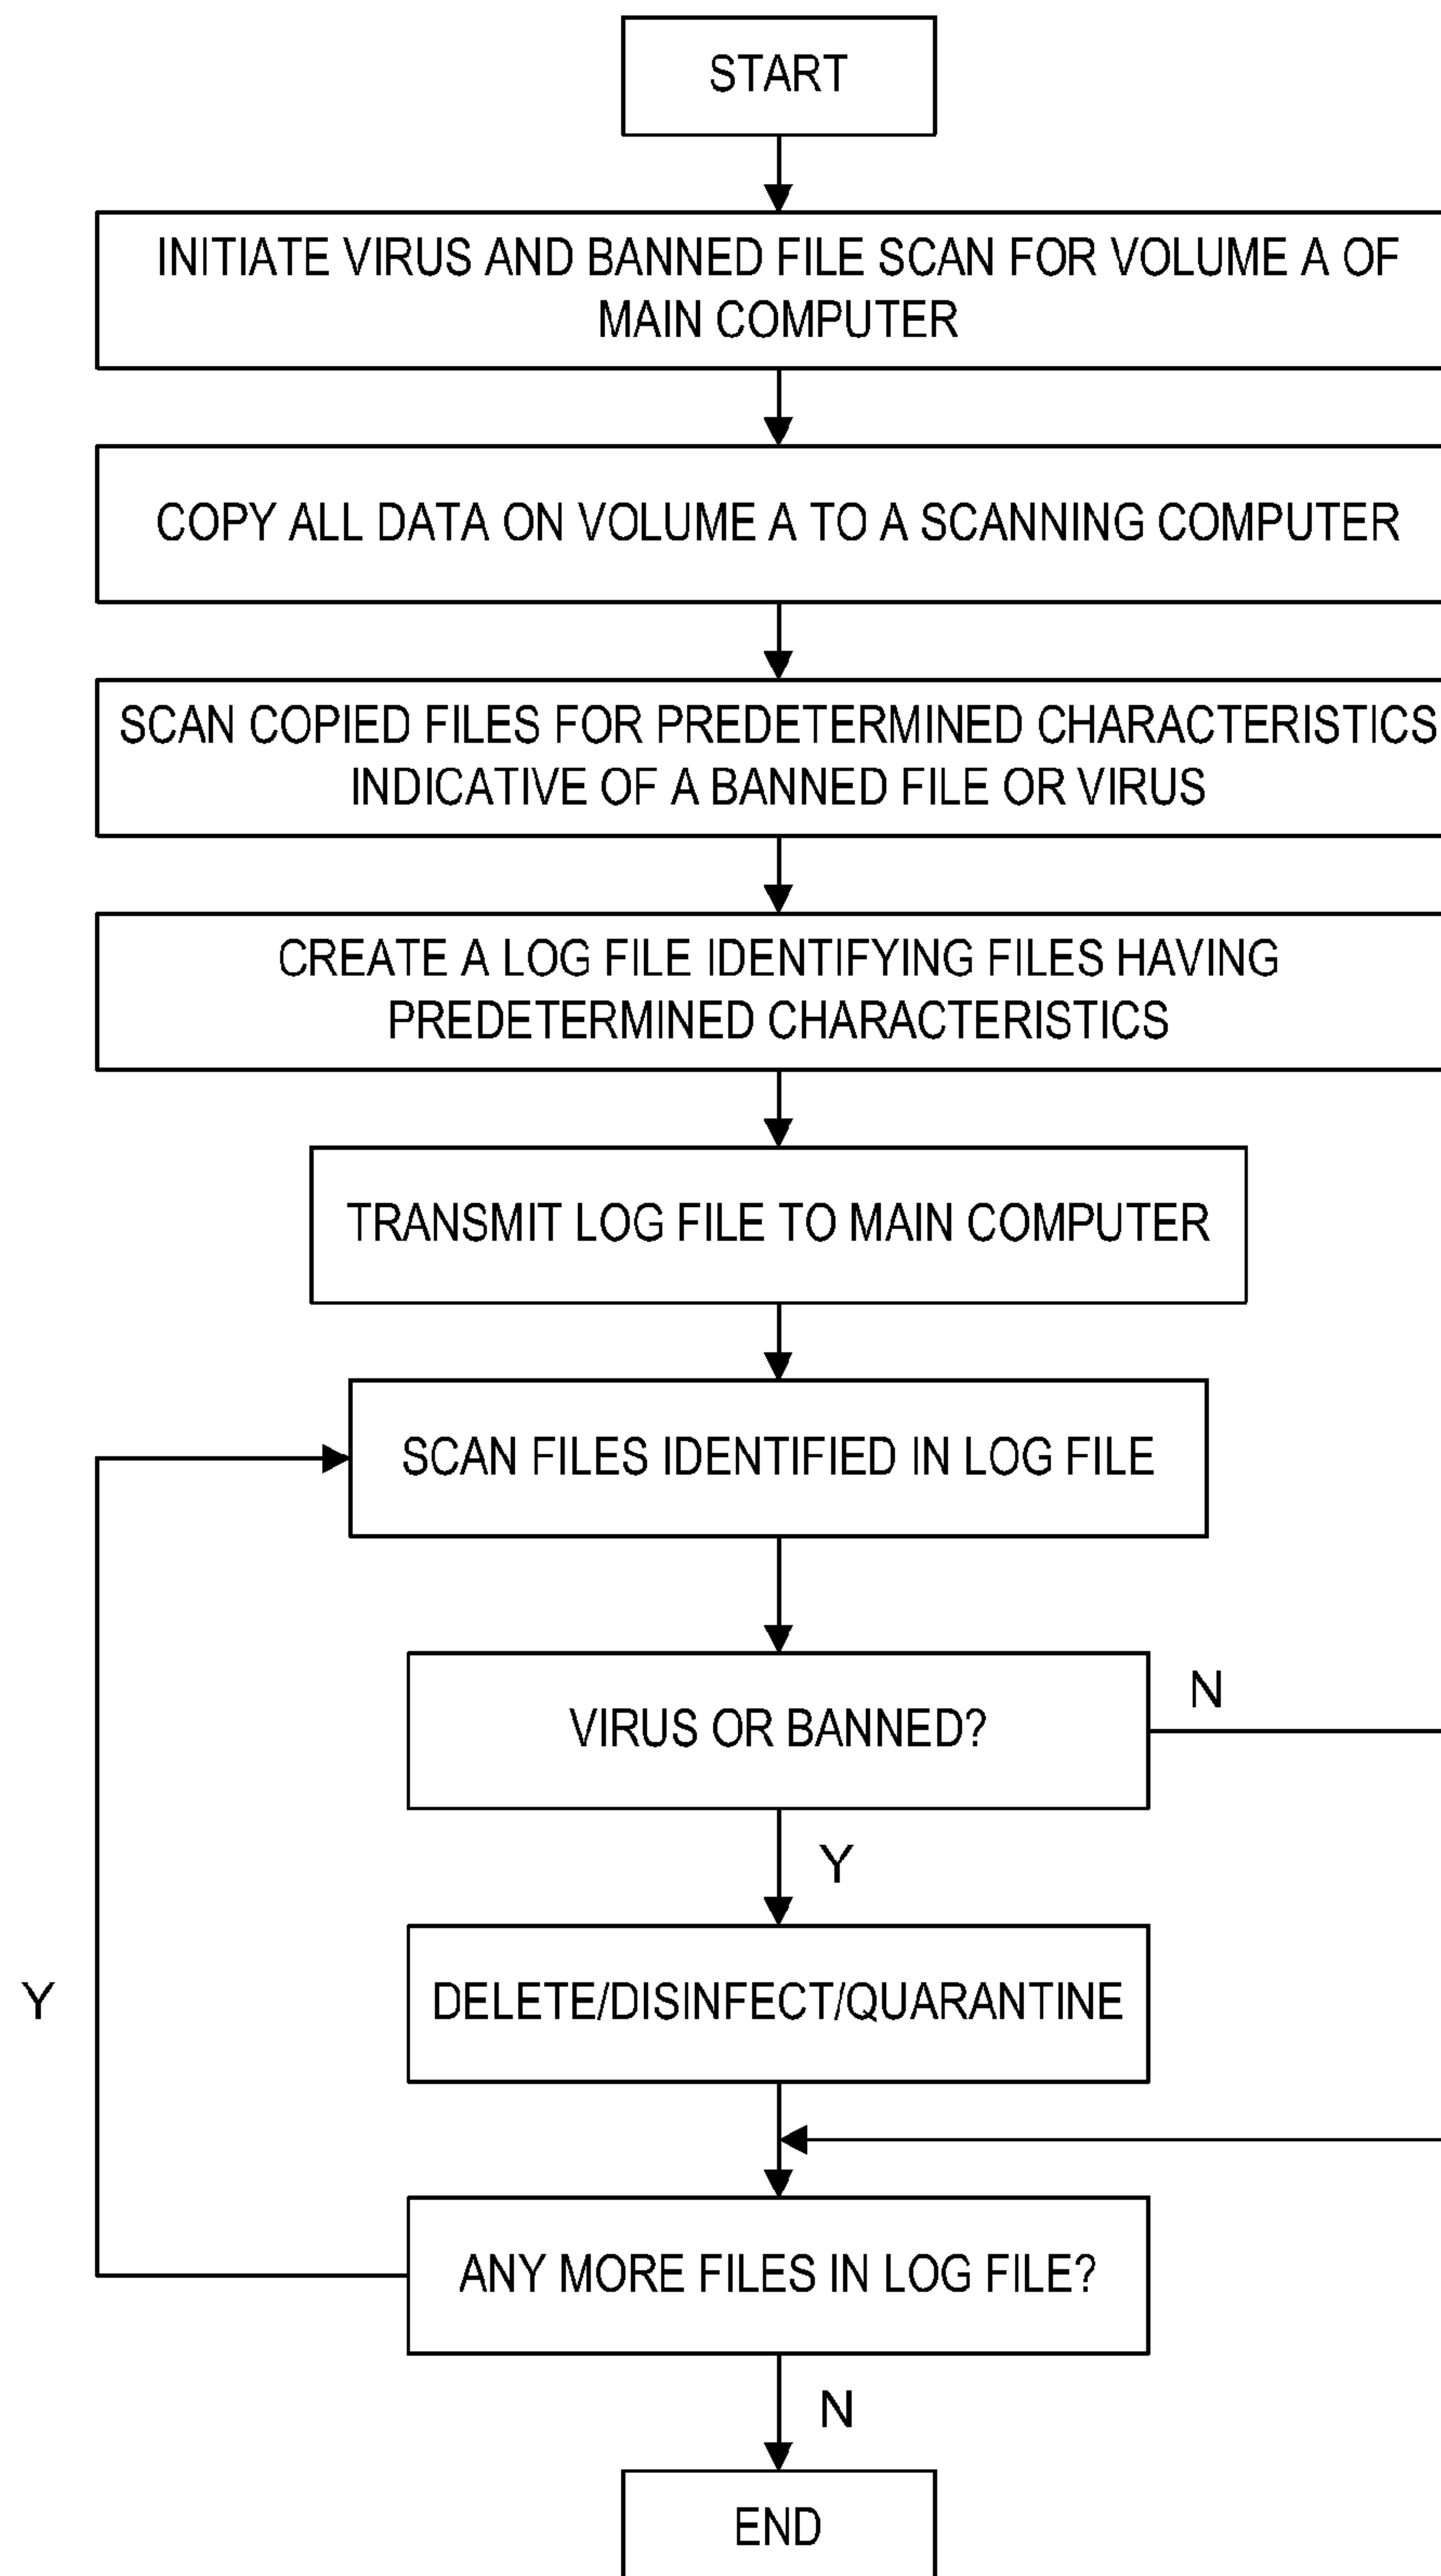 START
INITIATE VIRUS AND BANNED FILE SCAN FOR VOLUME A OF
MAIN COMPUTER
COPY ALL DATA ON VOLUME A TO A SCANNING COMPUTER
SCAN COPIED FILES FOR PREDETERMINED CHARACTERISTICS
INDICATIVE OF A BANNED FILE OR VIRUS
CREATE A LOG FILE IDENTIFYING FILES HAVING
PREDETERMINED CHARACTERISTICS
TRANSMIT LOG FILE TO MAIN COMPUTER
SCAN FILES IDENTIFIED IN LOG FILE
N
VIRUS OR BANNED?
Y
Y
DELETE/DISINFECT/QUARANTINE
ANY MORE FILES IN LOG FILE?
N
END